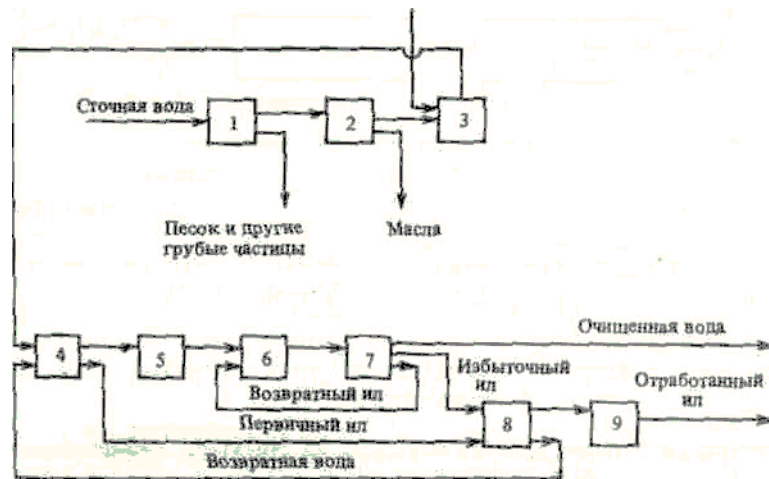 Сточная вода
1
2
3
Песок и другие
грубые частицы
Масла
Очищенная вода
4
5
6
7
Избыточный
ил
Отработанный
ил
Возвратный ил
Первичный ил
8
9
Возвратная вода